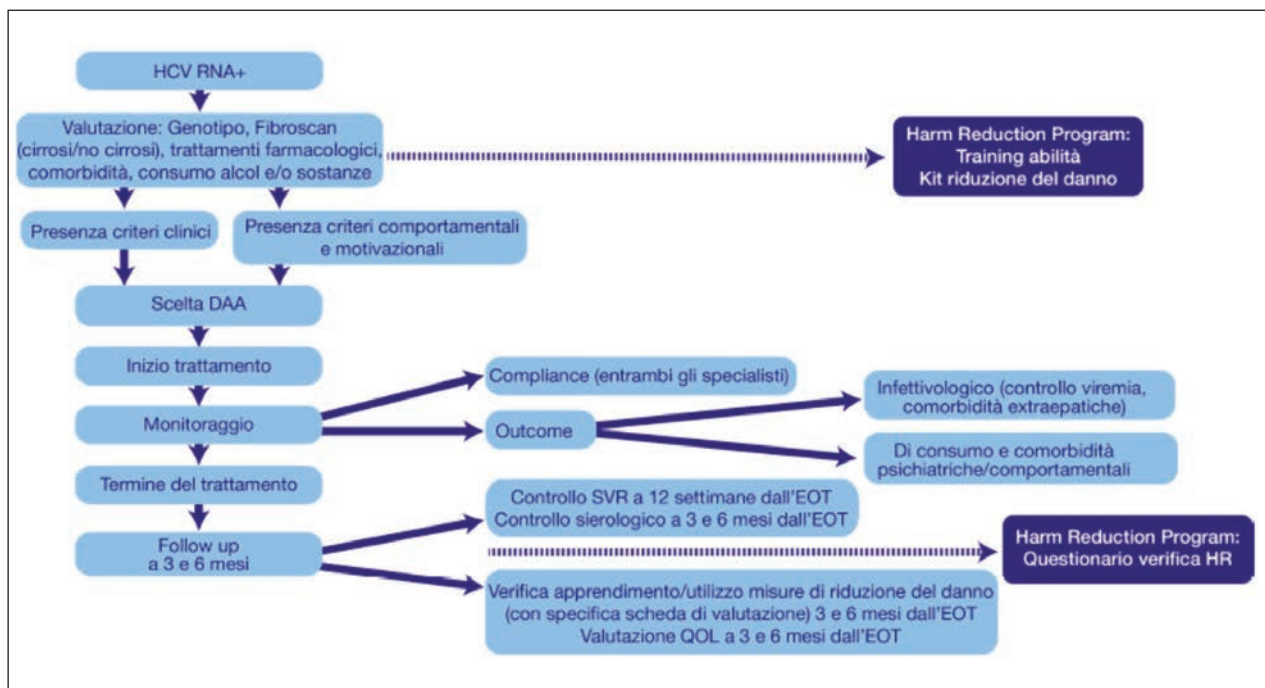 HCV RNA+
Valutazione: Genotipo, Fibroscan
(cirrosi/no cirrosi), trattamenti farmacologici,
comorbidità, consumo alcol e/o sostanze
Harm Reduction Program:
Training abilità
Kit riduzione del danno
Presenza criteri clinici
Presenza criteri comportamentali
e motivazionali
Scelta DAA
Inizio trattamento
Compliance (entrambi gli specialisti)
Infettivologico (controllo viremia,
comorbidità extraepatiche)
Monitoraggio
Outcome
Di consumo e comorbidità
psichiatriche/comportamentali
Termine del trattamento
Controllo SVR a 12 settimane dall'EOT
Controllo sierologico a 3 e 6 mesi dall'EOT
Follow up
a 3 e 6 mesi
Harm Reduction Program:
Questionario verifica HR
Verifica apprendimento/utilizzo misure di riduzione del danno
(con specifica scheda di valutazione) 3 e 6 mesi dall'EOT
Valutazione QOL a 3 e 6 mesi dall'EOT